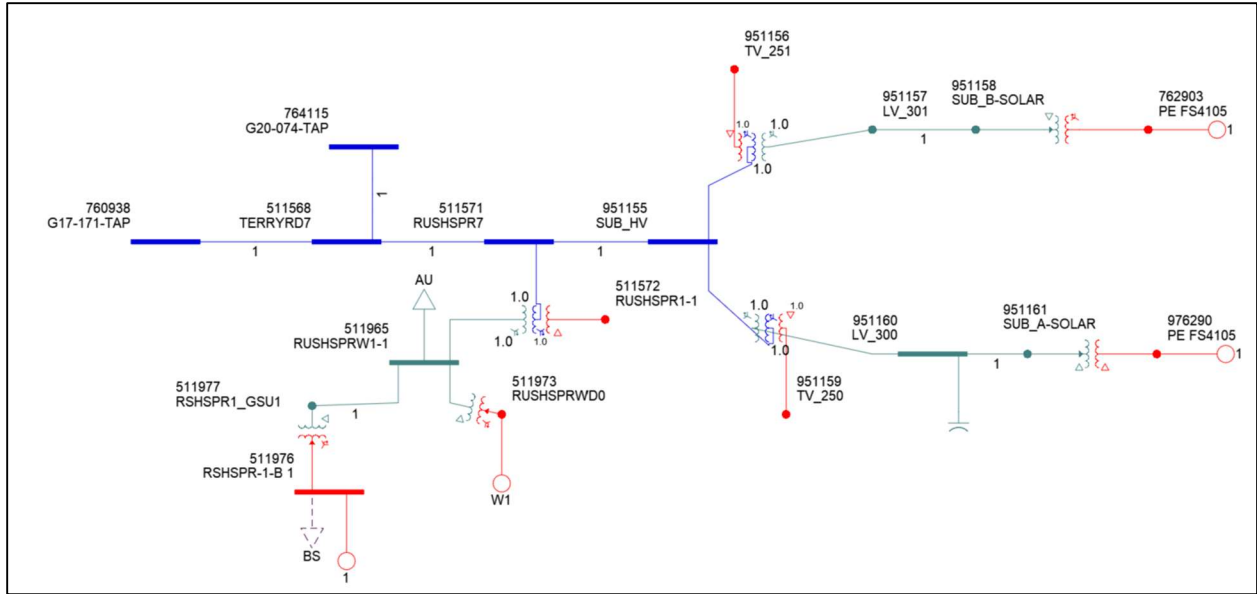 951156
TV_251
764115
G20-074-TAP
951157
LV_301
951158
SUB_B-SOLAR
762903
PE FS4105
1.0
1.0
1
1
1.0
1
760938
G17-171-TAP
511568
TERRYRD7
511571
RUSHSPR7
951155
SUB_HV
1
1
1
AU
511572
RUSHSPR1-1
1.0
1.0
1.0
511965
RUSHSPRW1-1
1.0
1.0
1.0
951160
LV_300
951161
SUB_A-SOLAR
976290
PE FS4105
1
1
511977
RSHSPR1_GSU1
1
511973
RUSHSPRWD0
951159
TV_250
511976
RSHSPR-1-B 1
W1
BS
1